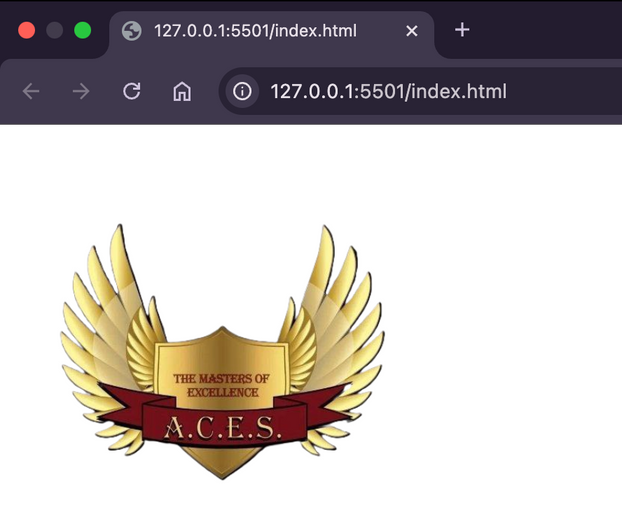 127.0.0.1:5501/index.html
127.0.0.1:5501/index.html
THE MASTERS OF
EXCELLENCE
A.C.E.S.